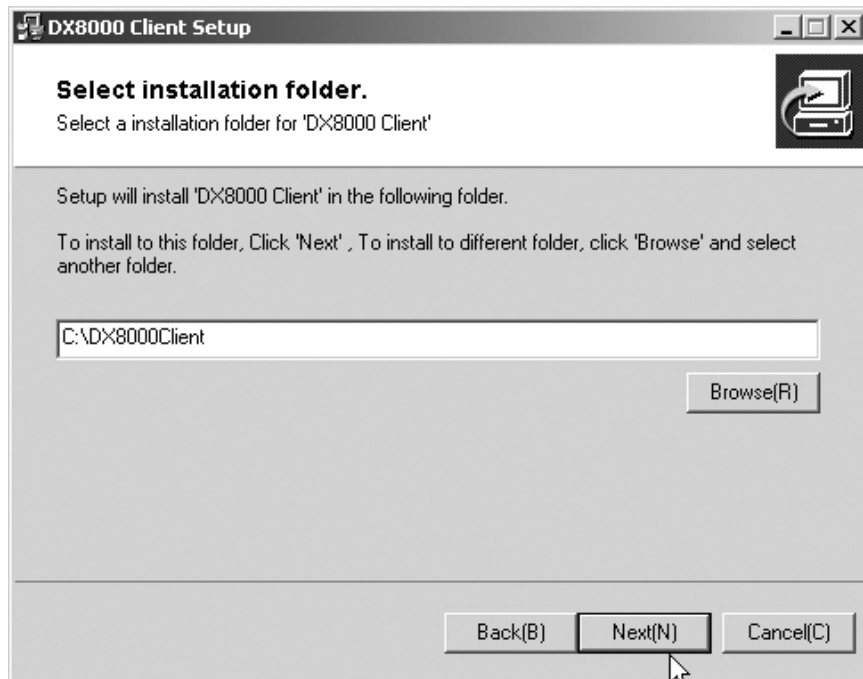 DX8000 Client Setup
Select installation folder.
Select a installation folder for 'DX8000 Client'
Setup will install 'DX8000 Client' in the following folder.
To install to this folder, Click 'Next' , To install to different folder, click 'Browse' and select
another folder.
C:\DX8000Client
Browse(R)
Back(B) Next(N) Cancel(C)